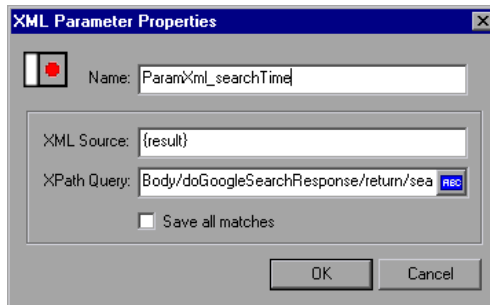 XML Parameter Properties
Name: ParamXml_searchTime
XML Source: {result}
XPath Query: Body/doGoogleSearchResponse/return/sea ABC
Save all matches
OK Cancel